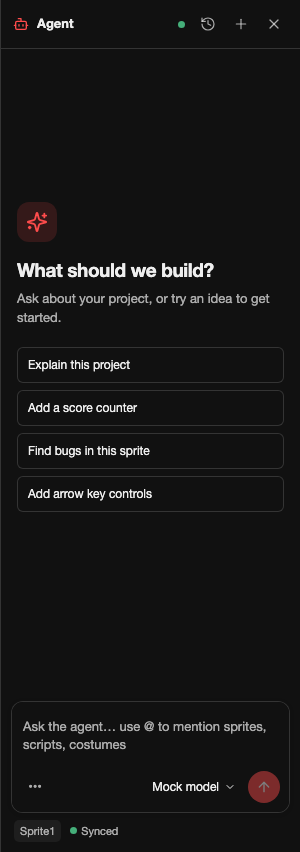 Agent
What should we build?
Ask about your project, or try an idea to get
started.
Explain this project
Add a score counter
Find bugs in this sprite
Add arrow key controls
Ask the agent… use @ to mention sprites,
scripts, costumes
Mock model
Sprite1
Synced